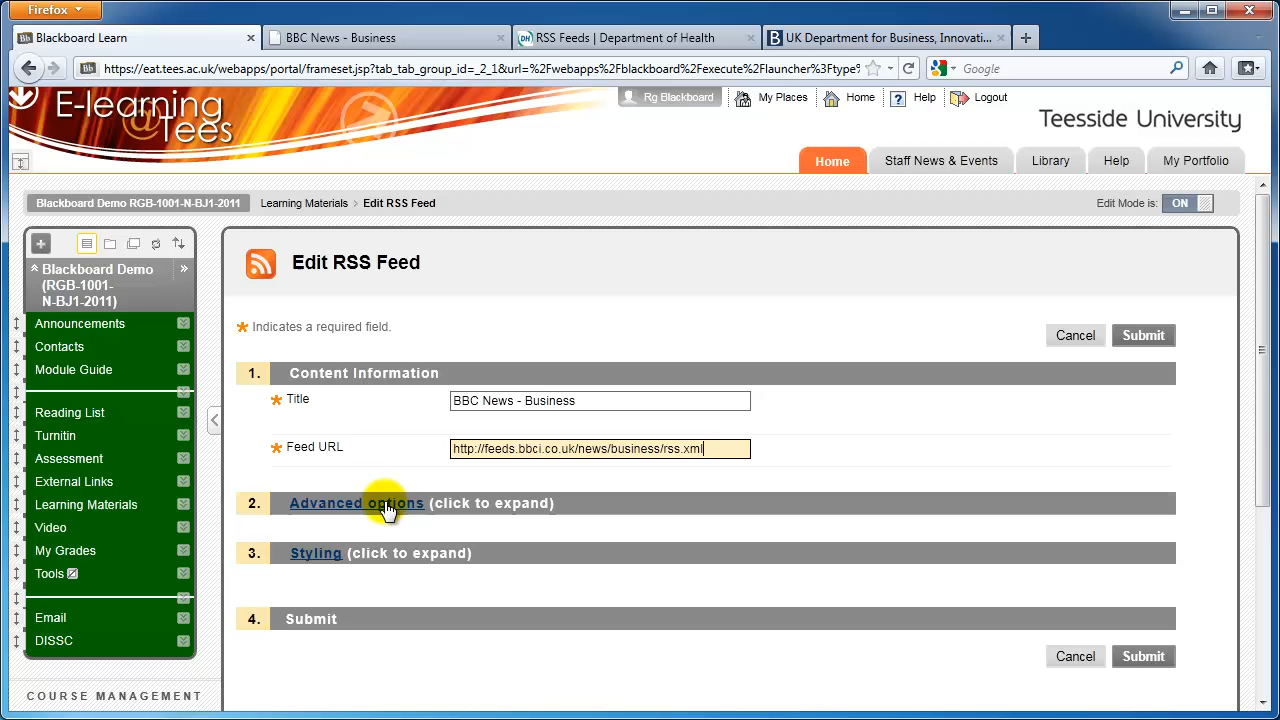 Firefox
Blackboard Learn
BBC News - Business
RSS Feeds | Department of Health
UK Department for Business, Innovati...
https://eat.tees.ac.uk/webapps/portal/frameset.jsp?tab_tab_group_id=_2_1&url=%2Fwebapps%2Fblackboard%2Fexecute%2Flauncher%3Ftype%
Google
E-learning
@Tees
Rg Blackboard
My Places
Home
Help
Logout
Teesside University
Home
Staff News & Events
Library
Help
My Portfolio
Blackboard Demo RGB-1001-N-BJ1-2011
Learning Materials > Edit RSS Feed
Edit Mode is: ON
Blackboard Demo
(RGB-1001-
N-BJ1-2011)
Announcements
Contacts
Module Guide
Reading List
Turnitin
Assessment
External Links
Learning Materials
Video
My Grades
Tools
Email
DISSC
COURSE MANAGEMENT
Edit RSS Feed
* Indicates a required field.
Cancel
Submit
1. Content Information
* Title
BBC News - Business
* Feed URL
http://feeds.bbci.co.uk/news/business/rss.xml
2. Advanced options (click to expand)
3. Styling (click to expand)
4. Submit
Cancel
Submit